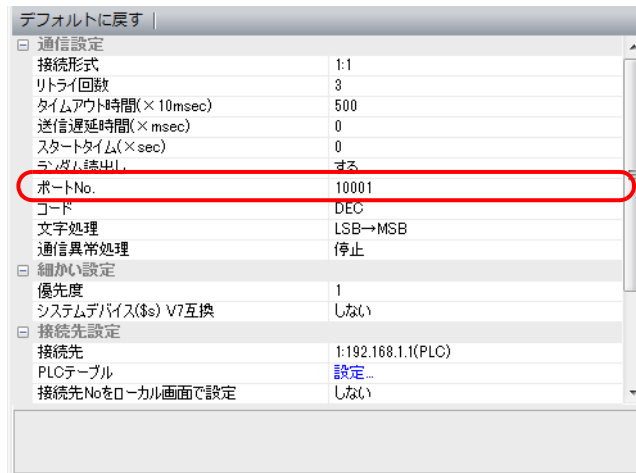 デフォルトに戻す
通信設定
接続形式 1:1
リトライ回数 3
タイムアウト時間(×10msec) 500
送信遅延時間(×msec) 0
スタートタイム(×sec) 0
ランダム読出し する
ポートNo. 10001
コード DEC
文字処理 LSB→MSB
通信異常処理 停止
細かい設定
優先度 1
システムデバイス($s) V7互換 しない
接続先設定
接続先 1:192.168.1.1(PLC)
PLCテーブル 設定...
接続先Noをローカル画面で設定 しない